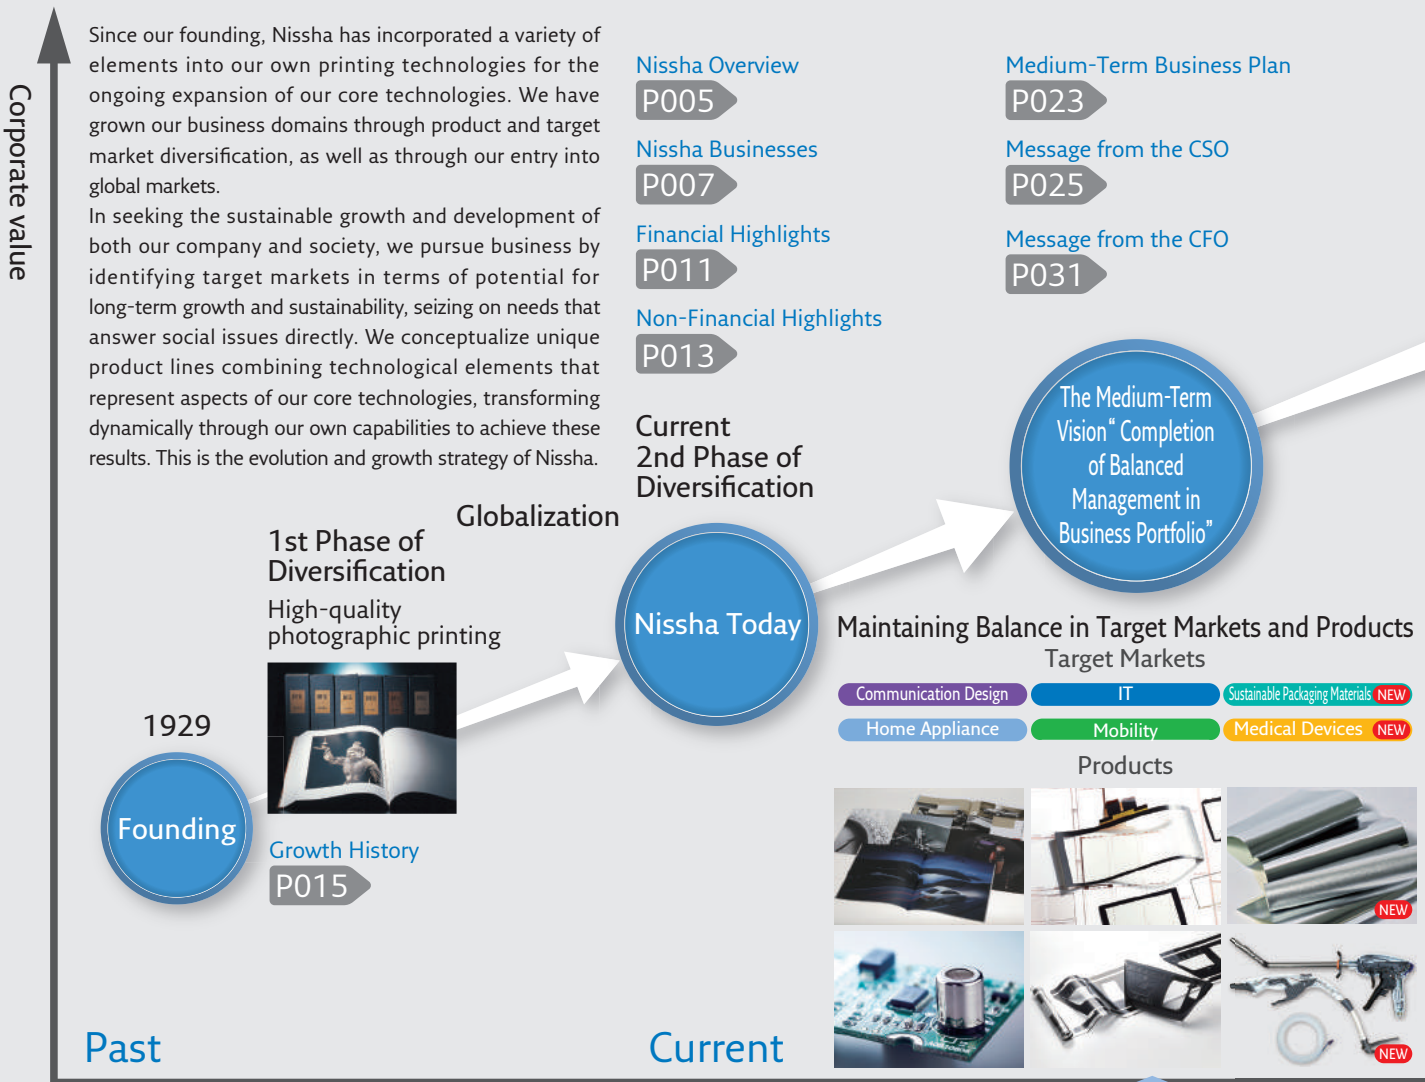 Corporate value
Since our founding, Nissha has incorporated a variety of
elements into our own printing technologies for the
ongoing expansion of our core technologies. We have
grown our business domains through product and target
market diversification, as well as through our entry into
global markets.
In seeking the sustainable growth and development of
both our company and society, we pursue business by
identifying target markets in terms of potential for
long-term growth and sustainability, seizing on needs that
answer social issues directly. We conceptualize unique
product lines combining technological elements that
represent aspects of our core technologies, transforming
dynamically through our own capabilities to achieve these
results. This is the evolution and growth strategy of Nissha.
Nissha Overview
P005
Nissha Businesses
P007
Financial Highlights
P011
Non-Financial Highlights
P013
Medium-Term Business Plan
P023
Message from the CSO
P025
Message from the CFO
P031
1929
Founding
1st Phase of
Diversification
High-quality
photographic printing
Growth History
P015
Globalization
Current
2nd Phase of
Diversification
Nissha Today
The Medium-Term
Vision“ Completion
of Balanced
Management in
Business Portfolio”
Maintaining Balance in Target Markets and Products
Target Markets
Communication Design
IT
Sustainable Packaging Materials NEW
Home Appliance
Mobility
Medical Devices NEW
Products
NEW
NEW
Past
Current